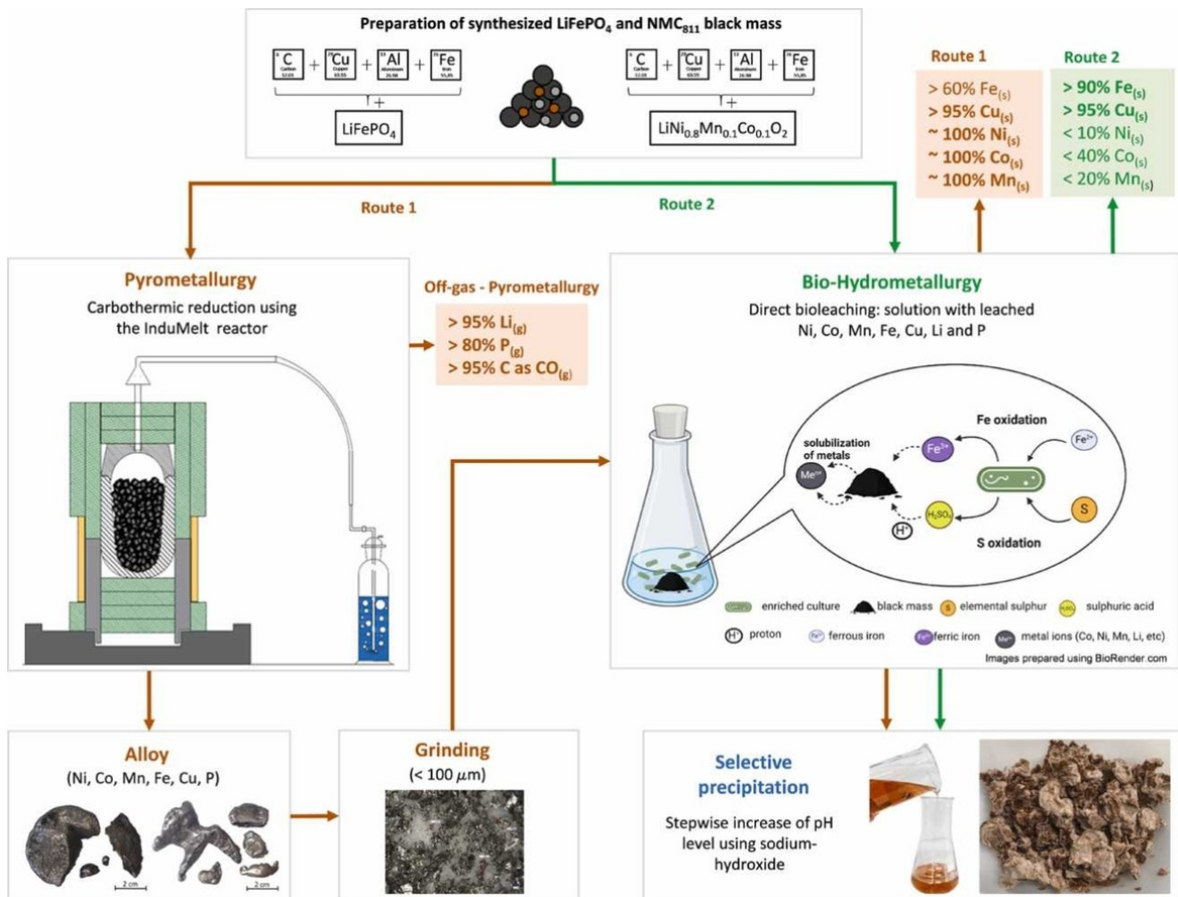 Preparation of synthesized LiFePO₄ and NMC₈₁₁ black mass
C + Cu + Al + Fe
Carbon Copper Aluminum Iron
+
LiFePO₄
C + Cu + Al + Fe
Carbon Copper Aluminum Iron
+
LiNi₀.₈Mn₀.₁Co₀.₁O₂
Route 1
> 60% Fe(s)
> 95% Cu(s)
~ 100% Ni(s)
~ 100% Co(s)
~ 100% Mn(s)
Route 2
> 90% Fe(s)
> 95% Cu(s)
< 10% Ni(s)
< 40% Co(s)
< 20% Mn(s)
Route 1
Route 2
Pyrometallurgy
Carbothermic reduction using
the InduMelt reactor
Off-gas - Pyrometallurgy
> 95% Li(g)
> 80% P(g)
> 95% C as CO(g)
Bio-Hydrometallurgy
Direct bioleaching: solution with leached
Ni, Co, Mn, Fe, Cu, Li and P
Fe oxidation
solubilization
of metals
Fe³⁺
Fe²⁺
Meⁿ⁺
H₂SO₄
S
H⁺
S oxidation
enriched culture
black mass
S elemental sulphur
H₂SO₄ sulphuric acid
H⁺ proton
Fe²⁺ ferrous iron
Fe³⁺ ferric iron
Meⁿ⁺ metal ions (Co, Ni, Mn, Li, etc)
Images prepared using BioRender.com
Alloy
(Ni, Co, Mn, Fe, Cu, P)
2 cm
2 cm
Grinding
(< 100 μm)
Selective
precipitation
Stepwise increase of pH
level using sodium-
hydroxide